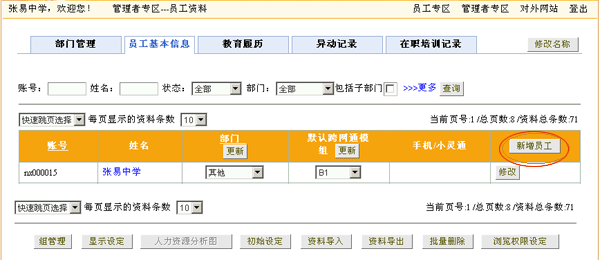 张易中学，欢迎您！ 管理者专区---员工资料 员工专区 管理者专区 对外网站 登出
部门管理 员工基本信息 教育履历 异动记录 在职培训记录 修改名称
账号： 姓名： 状态：全部 部门：全部 包括子部门 >>>更多 查询
快速跳页选择 每页显示的资料条数 10 当前页号:1 /总页数:8 /资料总条数:71
账号 姓名 部门 更新 默认跨网通模组 更新 手机/小灵通 新增员工
nx000015 张易中学 其他 B1 修改
快速跳页选择 每页显示的资料条数 10 当前页号:1 /总页数:8 /资料总条数:71
组管理 显示设定 人力资源分析图 初始设定 资料导入 资料导出 批量删除 浏览权限设定